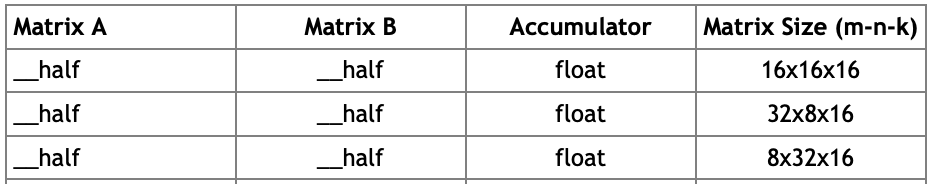 Matrix A Matrix B Accumulator Matrix Size (m-n-k)
__half __half float 16x16x16
__half __half float 32x8x16
__half __half float 8x32x16